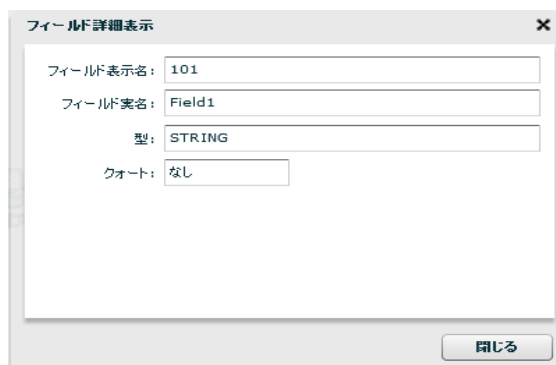 フィールド詳細表示
フィールド表示名: 101
フィールド実名: Field1
型: STRING
クォート: なし
閉じる